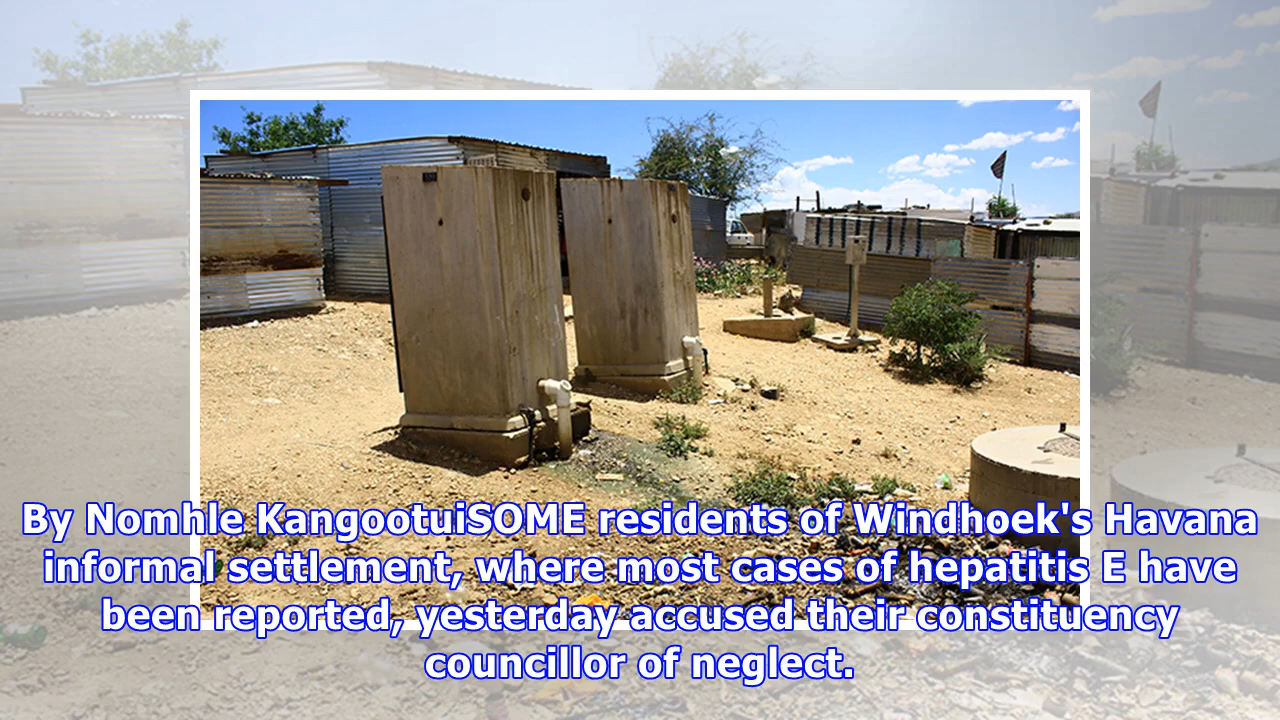 By Nomhle KangootuiSOME residents of Windhoek's Havana
informal settlement, where most cases of hepatitis E have
been reported, yesterday accused their constituency
councillor of neglect.